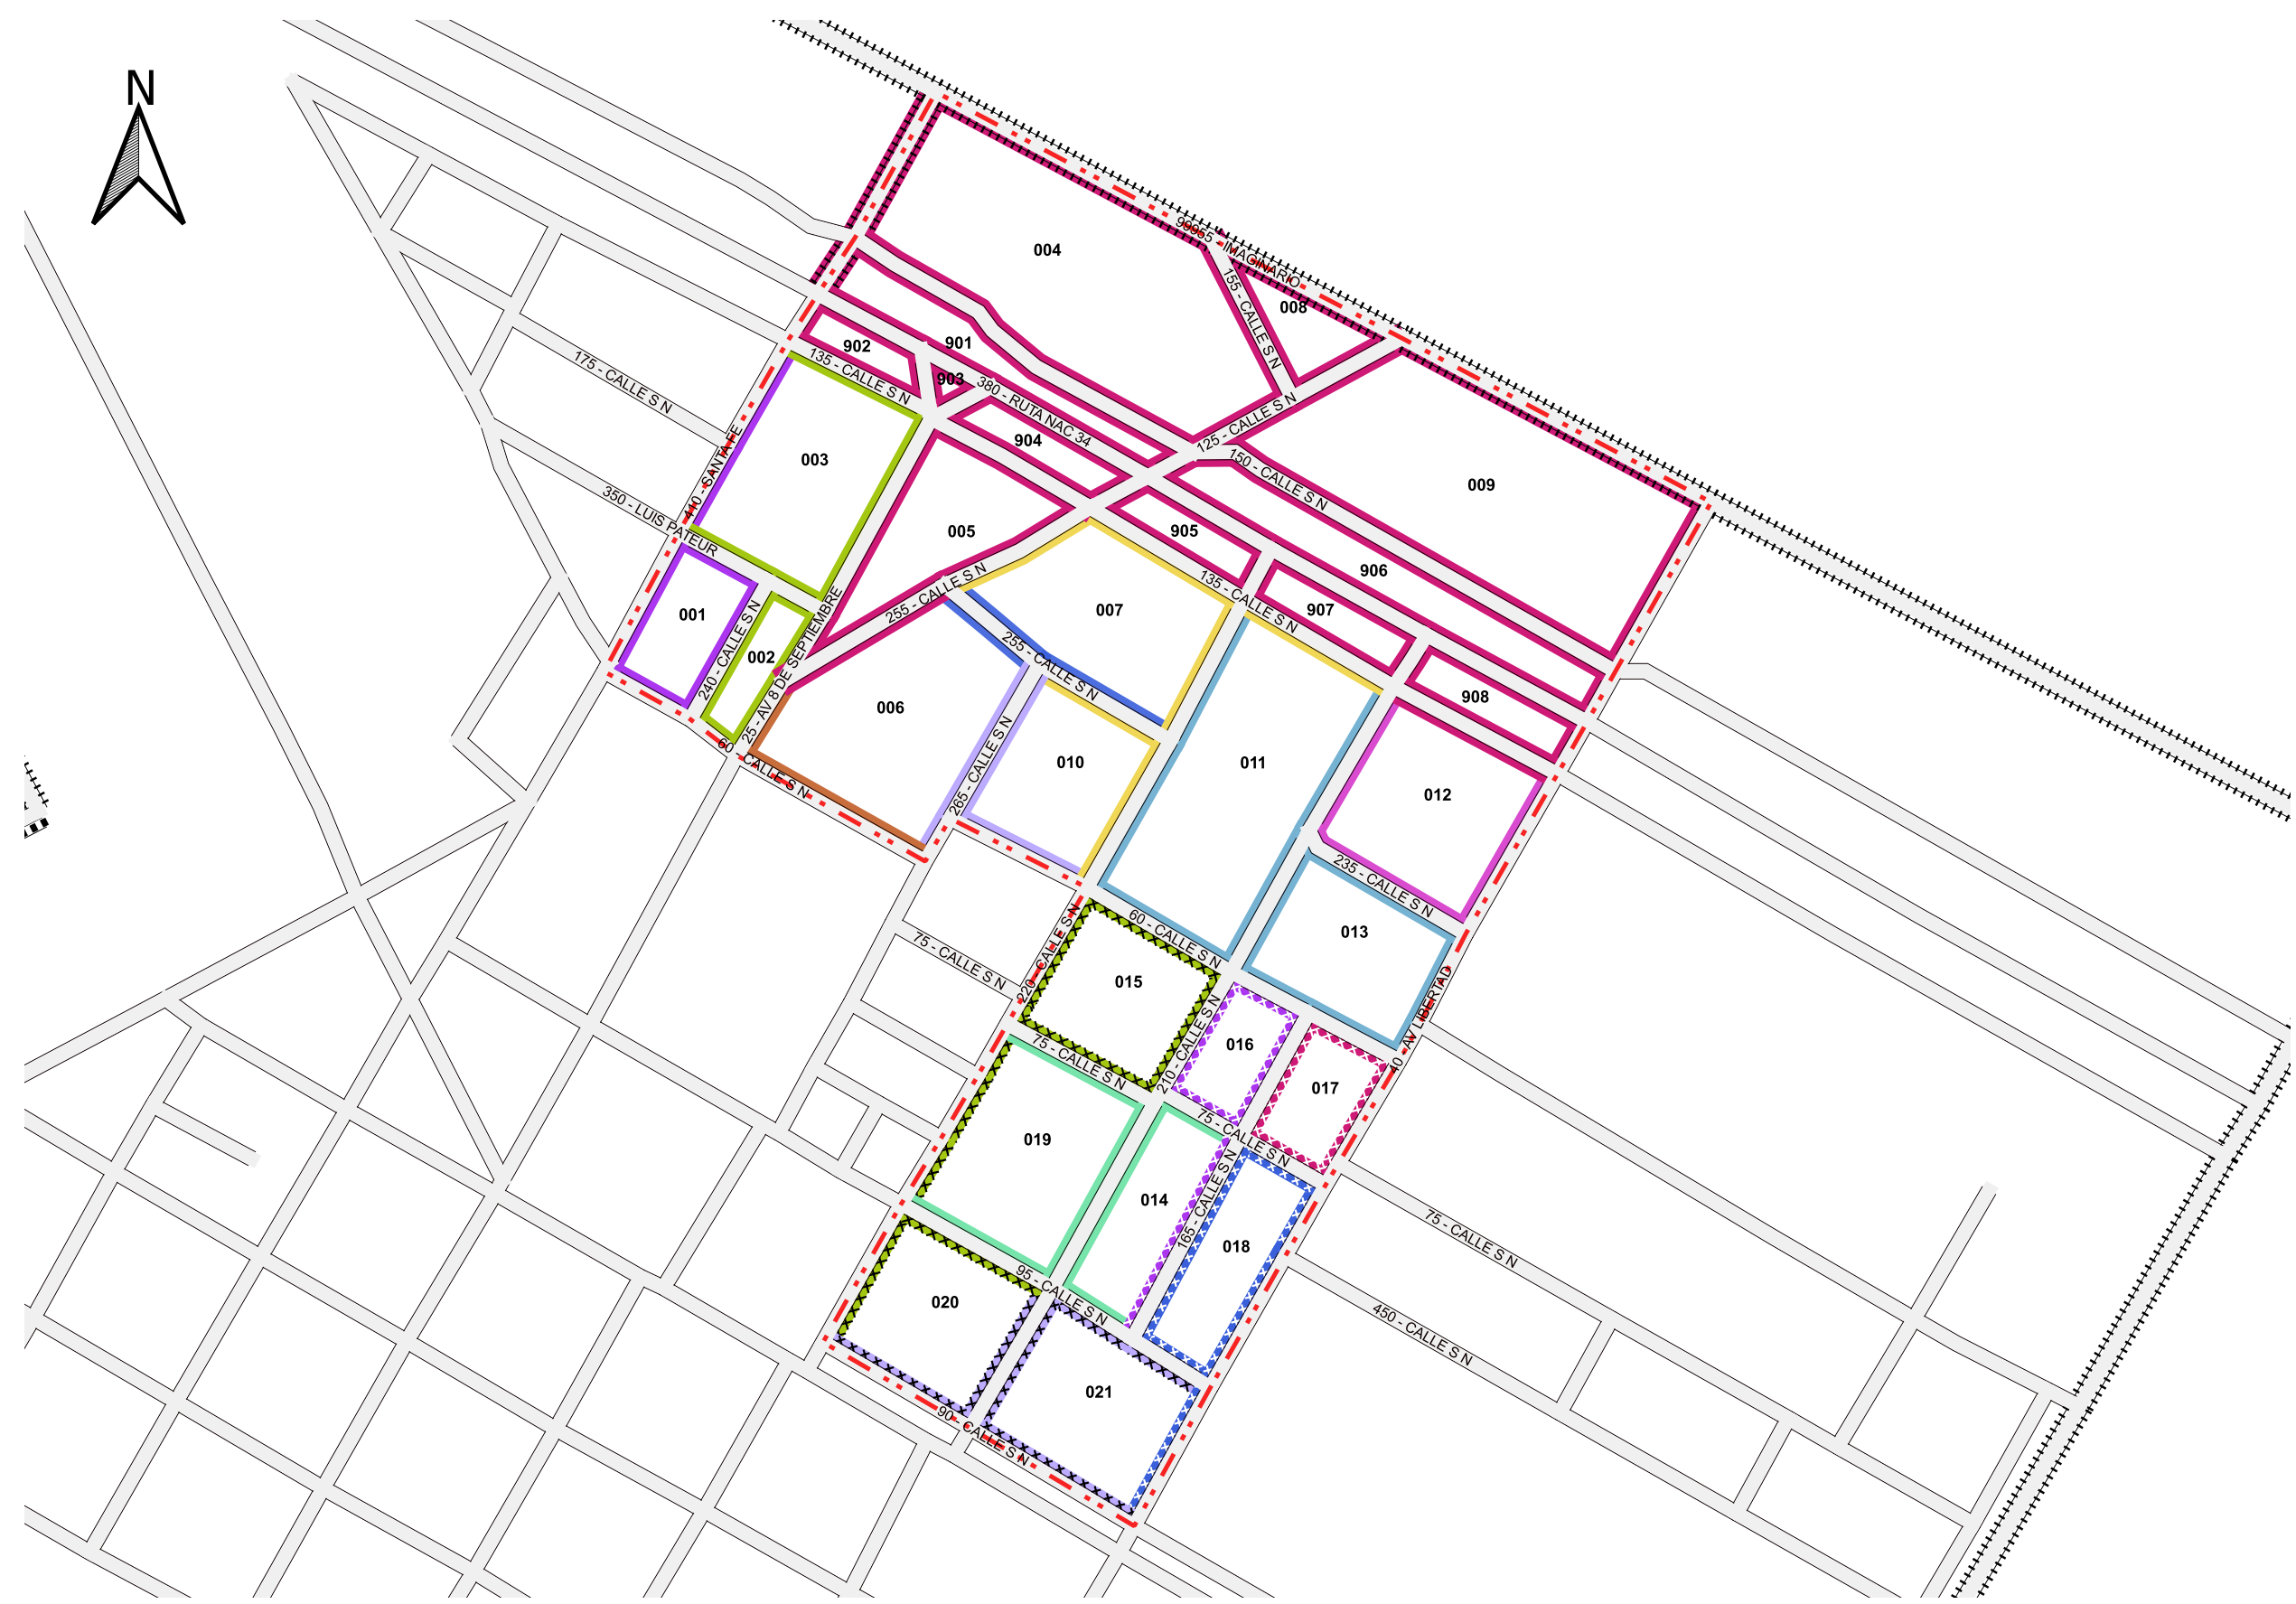 N
004
99955 - IMAGINARIO
155 - CALLE S N
008
901
902
903
135 - CALLE S N
380 - RUTA NAC 34
175 - CALLE S N
904
125 - CALLE S N
003
440 - SANTA FE
150 - CALLE S N
009
350 - LUIS PATEUR
005
905
906
255 - CALLE S N
135 - CALLE S N
907
007
001
240 - CALLE S N
002
25 - AV 8 DE SEPTIEMBRE
255 - CALLE S N
908
006
60
CALLE S N
265 - CALLE S N
010
011
012
235 - CALLE S N
013
60 - CALLE S N
75 - CALLE S N
220
CALLE S N
015
40 - AV LIBERTAD
210 - CALLE S N
016
75 - CALLE S N
017
019
75 - CALLE S N
014
165 - CALLE S N
018
75 - CALLE S N
95 - CALLE S N
020
450 - CALLE S N
021
90 - CALLE S N